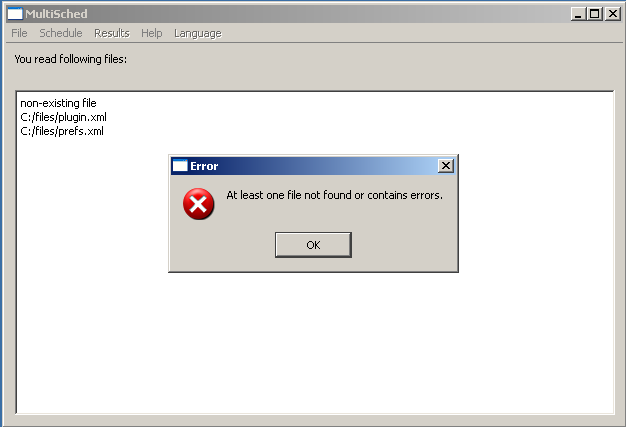 MultiSched
File Schedule Results Help Language
You read following files:
non-existing file
C:/files/plugin.xml
C:/files/prefs.xml
Error
At least one file not found or contains errors.
OK